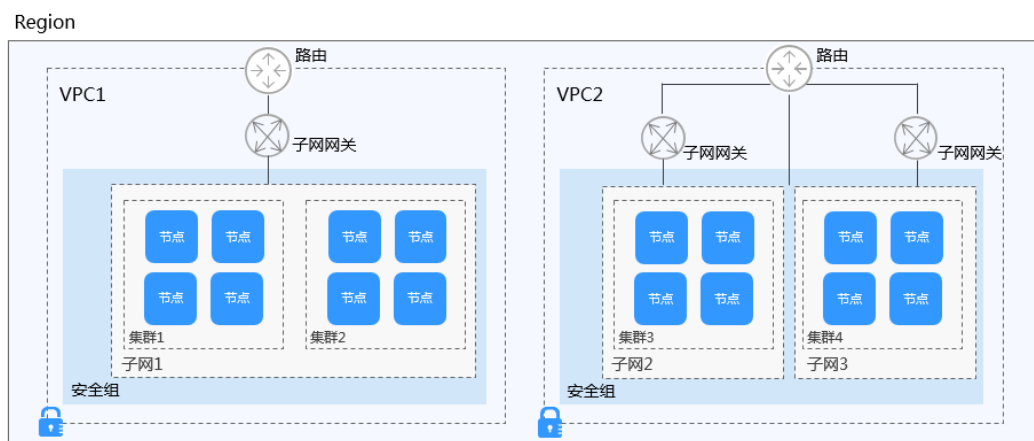 Region
VPC1
路由
子网网关
节点
节点
节点
节点
节点
节点
节点
节点
集群1
集群2
子网1
安全组
VPC2
路由
子网网关
子网网关
节点
节点
节点
节点
节点
节点
节点
节点
集群3
集群4
子网2
子网3
安全组